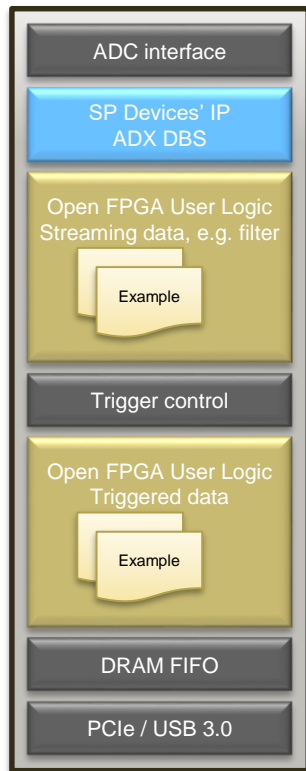 ADC interface
SP Devices’ IP
ADX DBS
Open FPGA User Logic
Streaming data, e.g. filter
Example
Trigger control
Open FPGA User Logic
Triggered data
Example
DRAM FIFO
PCIe / USB 3.0